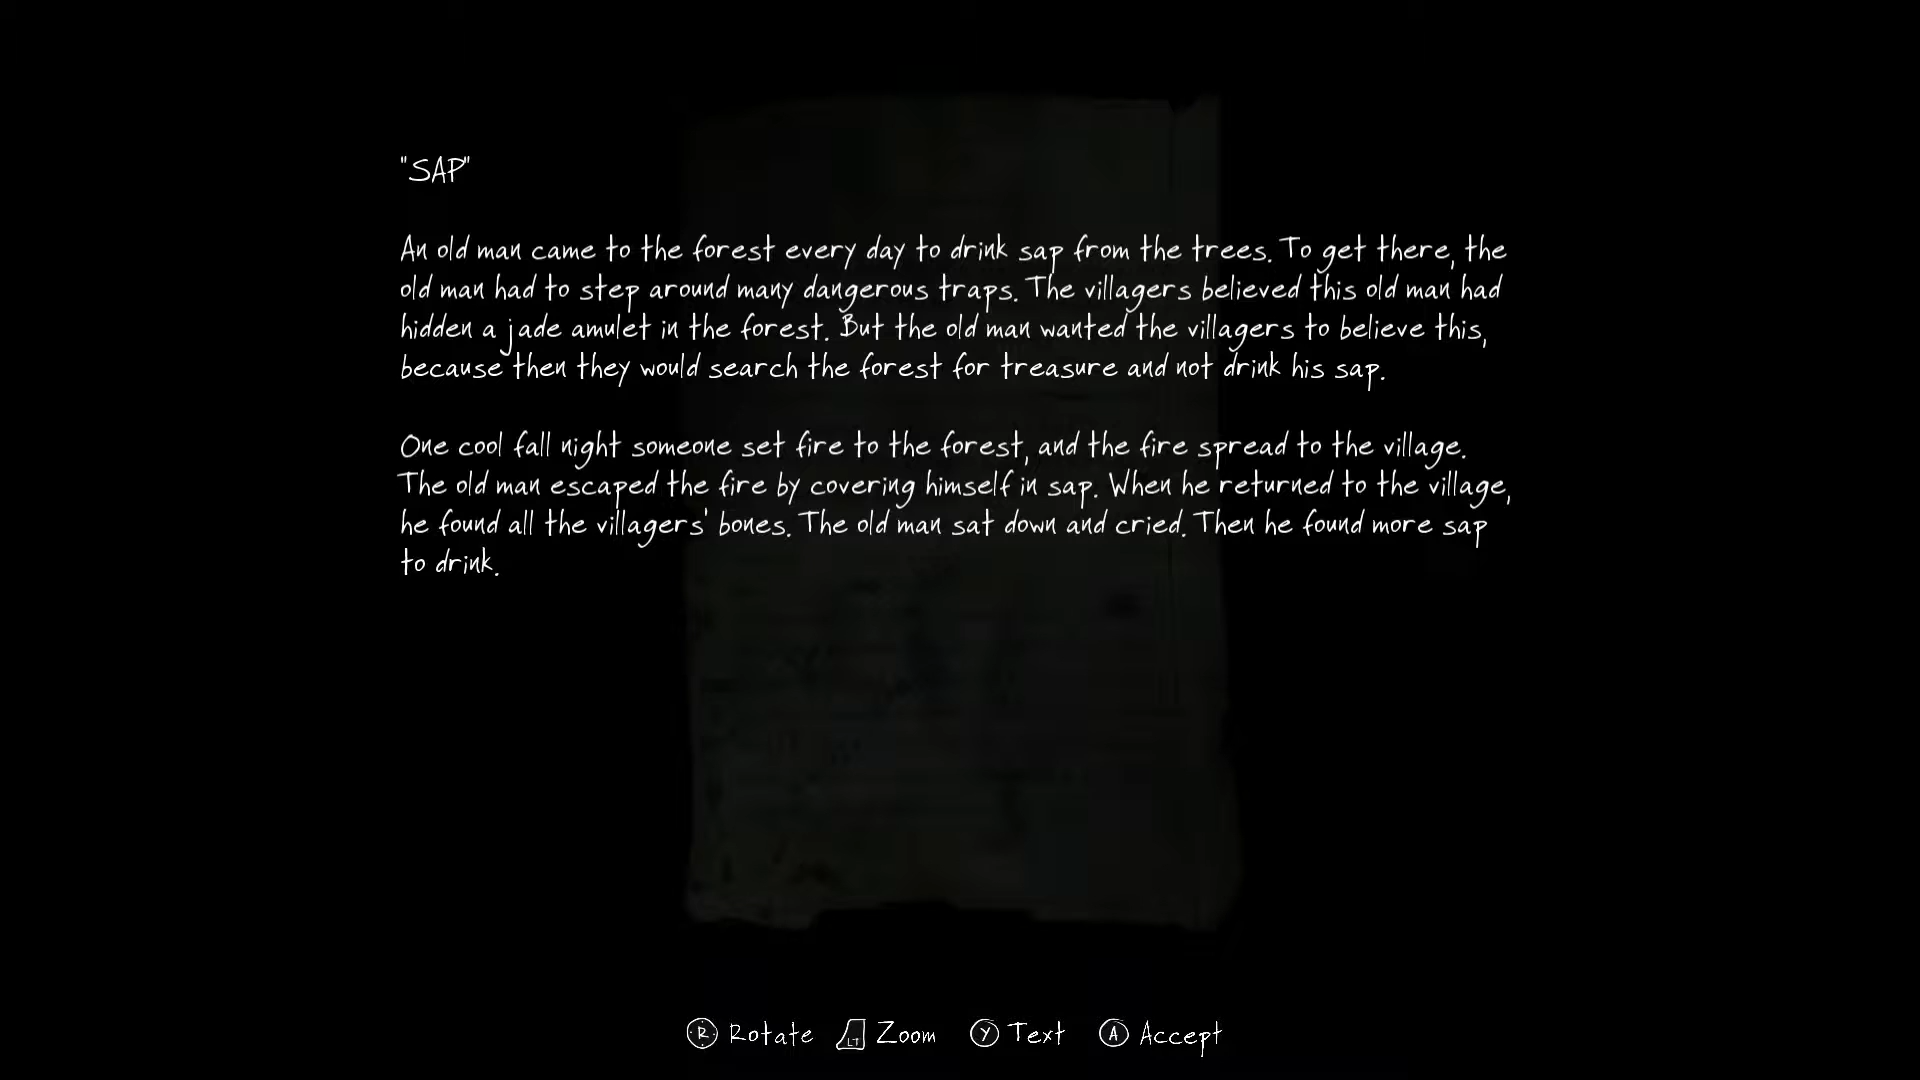 "SAP"
An old man came to the forest every day to drink sap from the trees. To get there, the
old man had to step around many dangerous traps. The villagers believed this old man had
hidden a jade amulet in the forest. But the old man wanted the villagers to believe this,
because then they would search the forest for treasure and not drink his sap.
One cool fall night someone set fire to the forest, and the fire spread to the village.
The old man escaped the fire by covering himself in sap. When he returned to the village,
he found all the villagers' bones. The old man sat down and cried. Then he found more sap
to drink.
R Rotate LT Zoom Y Text A Accept